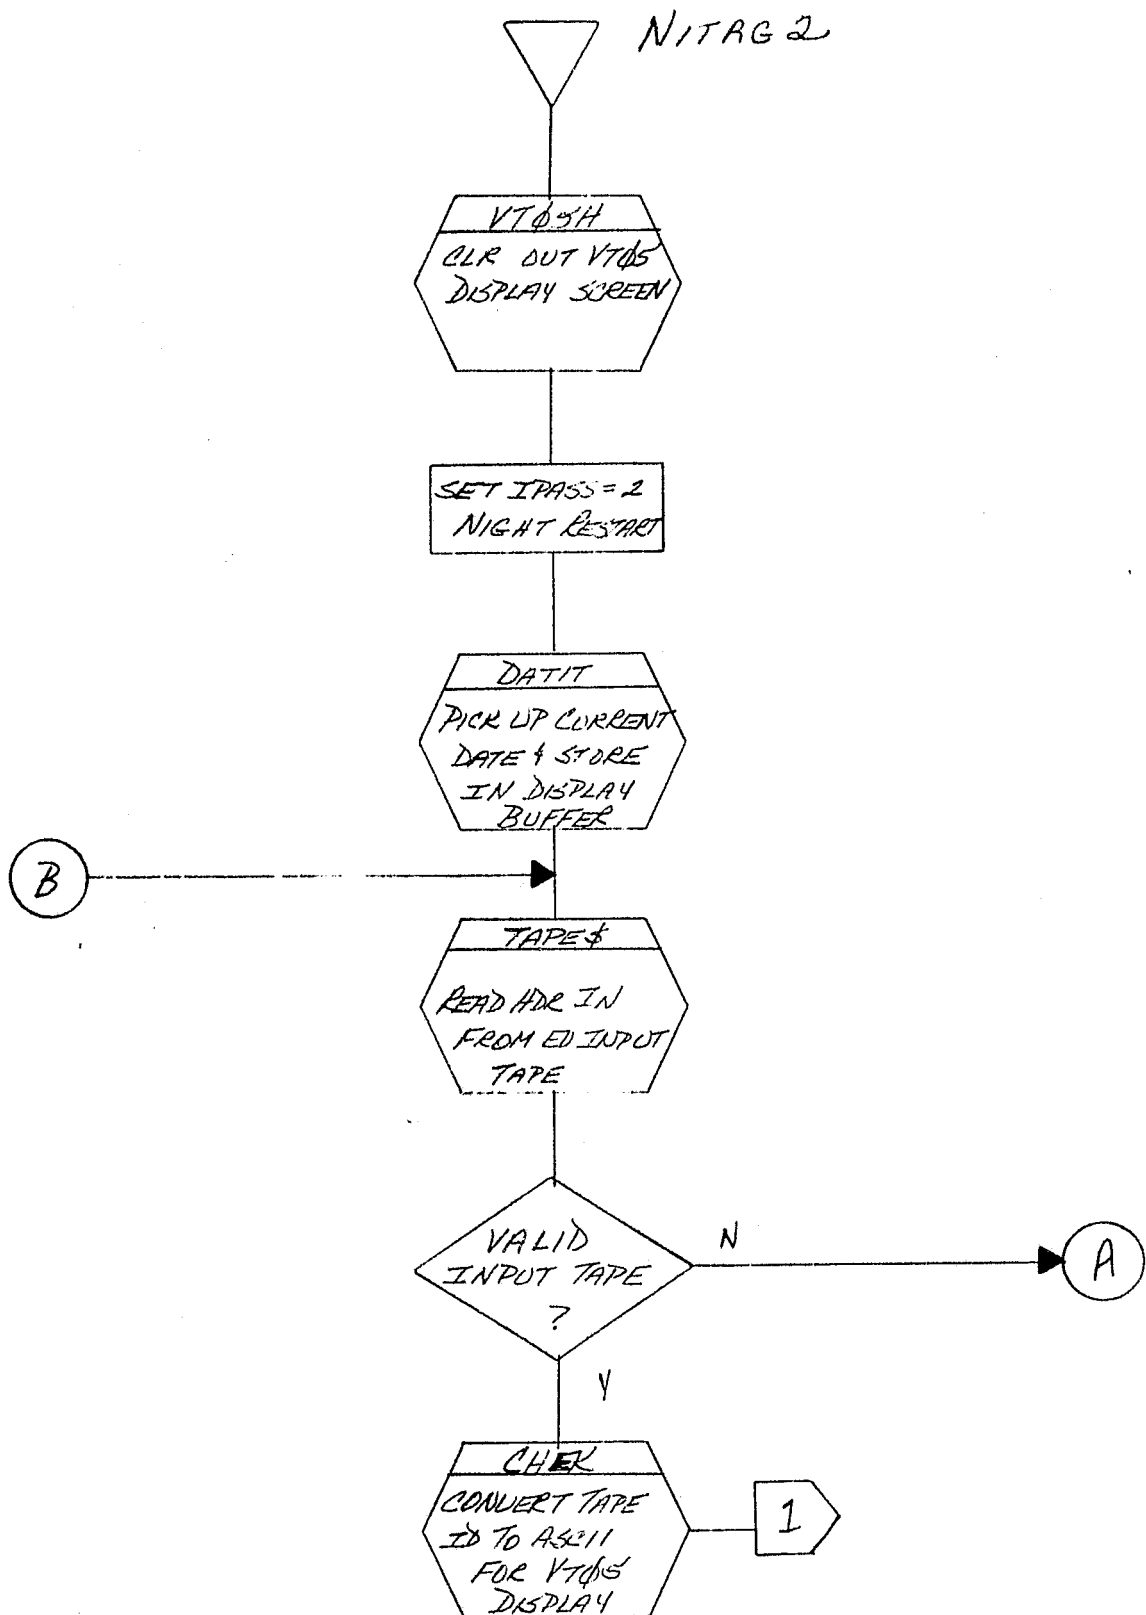 NITAG2
VTØ5H
CLR OUT VTØ5
DISPLAY SCREEN
SET IPASS=2
NIGHT RESTART
DATIT
PICK UP CURRENT
DATE & STORE
IN DISPLAY
BUFFER
B
TAPE$
READ HDR IN
FROM EU INPUT
TAPE
VALID
INPUT TAPE
?
N
A
Y
CHEK
CONVERT TAPE
ID TO ASCII
FOR VTØ5
DISPLAY
1